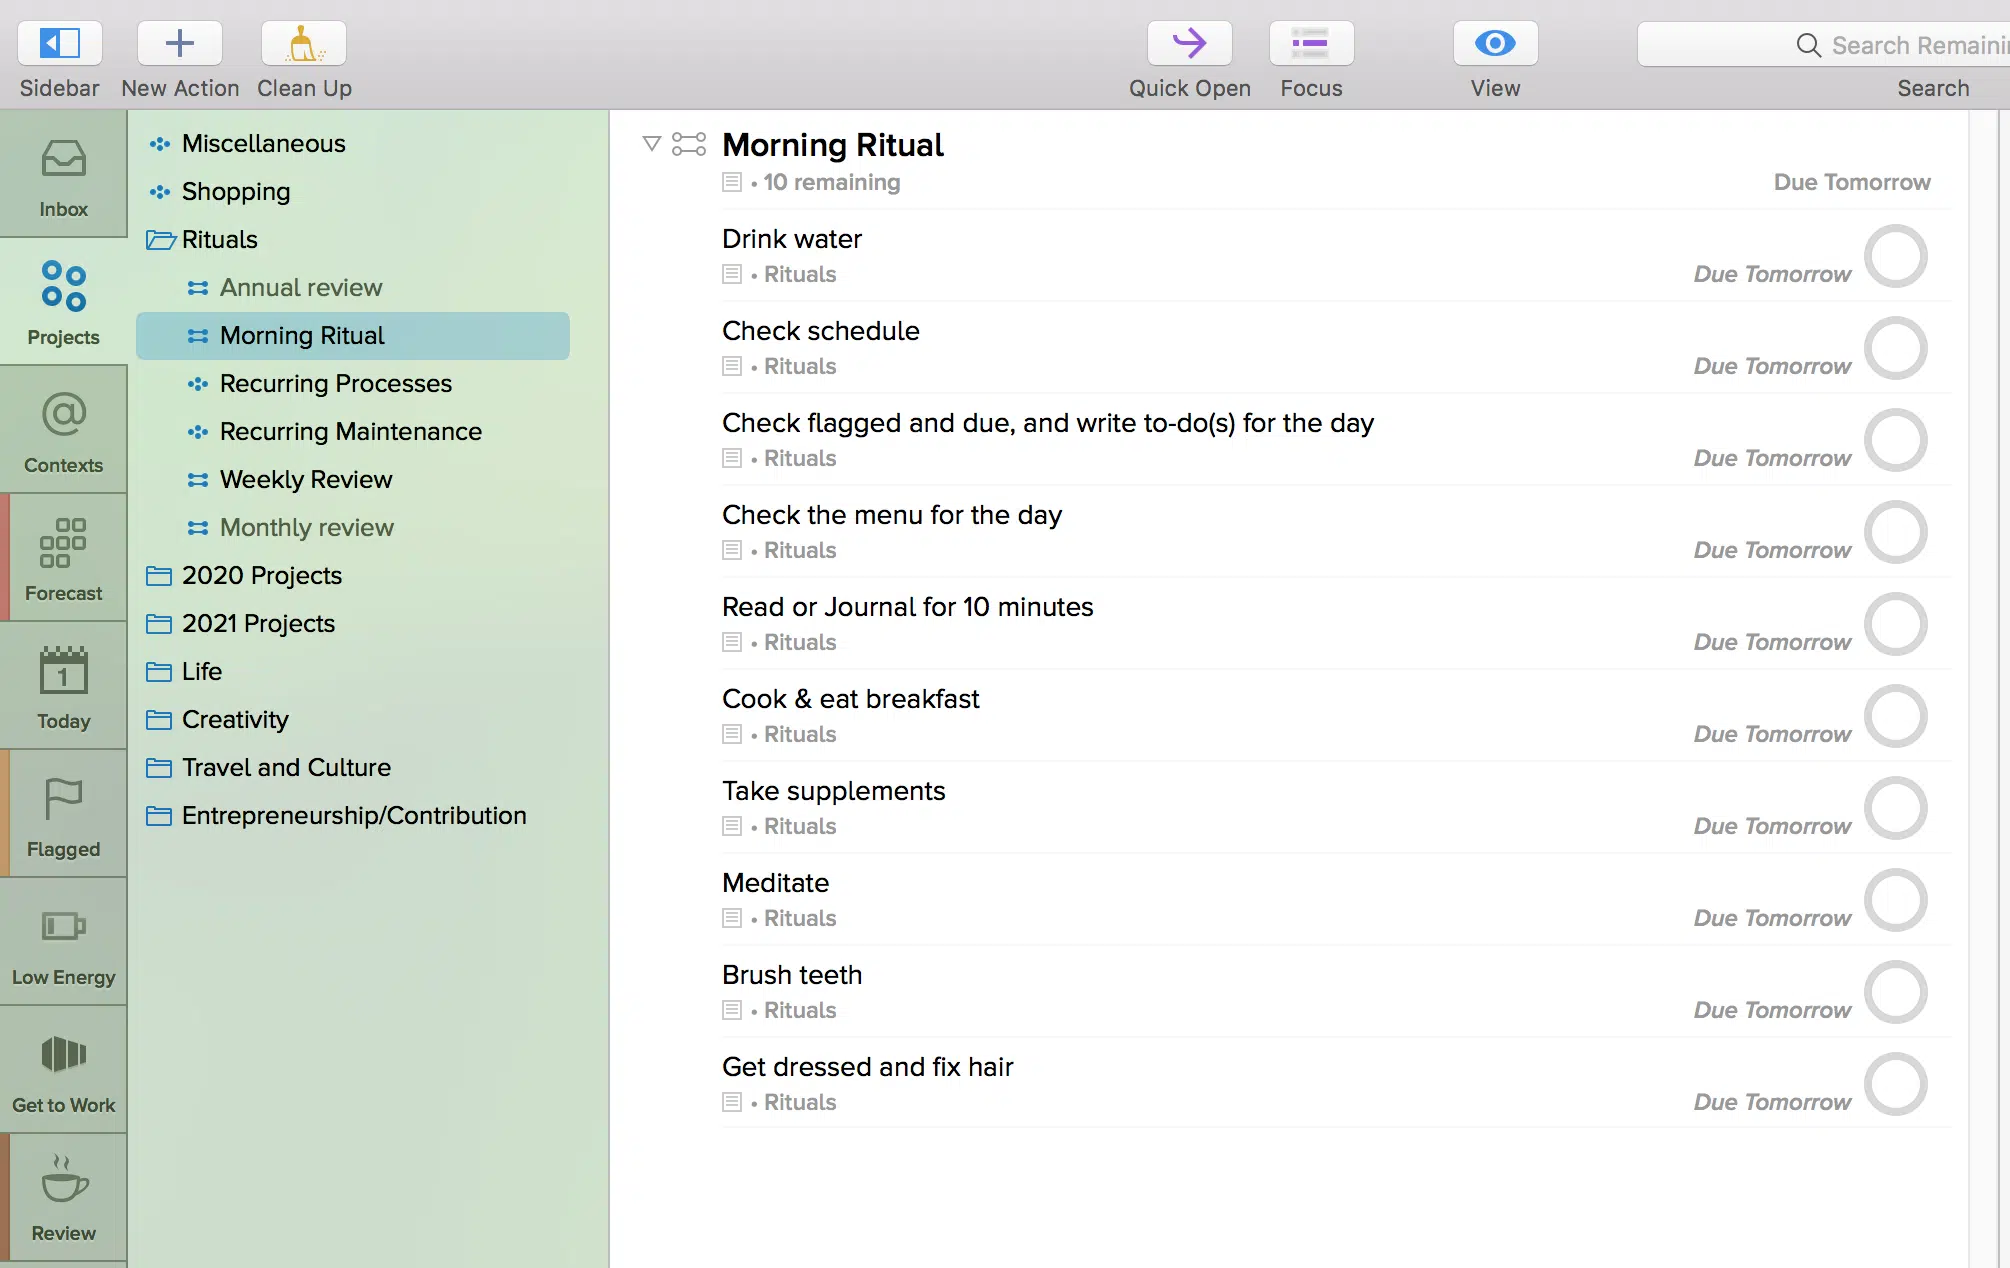 Sidebar New Action Clean Up Quick Open Focus View Search Remaini
Search
Inbox
Projects
Contexts
Forecast
1
Today
Flagged
Low Energy
Get to Work
Review
Miscellaneous
Shopping
Rituals
Annual review
Morning Ritual
Recurring Processes
Recurring Maintenance
Weekly Review
Monthly review
2020 Projects
2021 Projects
Life
Creativity
Travel and Culture
Entrepreneurship/Contribution
Morning Ritual
• 10 remaining Due Tomorrow
Drink water
• Rituals Due Tomorrow
Check schedule
• Rituals Due Tomorrow
Check flagged and due, and write to-do(s) for the day
• Rituals Due Tomorrow
Check the menu for the day
• Rituals Due Tomorrow
Read or Journal for 10 minutes
• Rituals Due Tomorrow
Cook & eat breakfast
• Rituals Due Tomorrow
Take supplements
• Rituals Due Tomorrow
Meditate
• Rituals Due Tomorrow
Brush teeth
• Rituals Due Tomorrow
Get dressed and fix hair
• Rituals Due Tomorrow